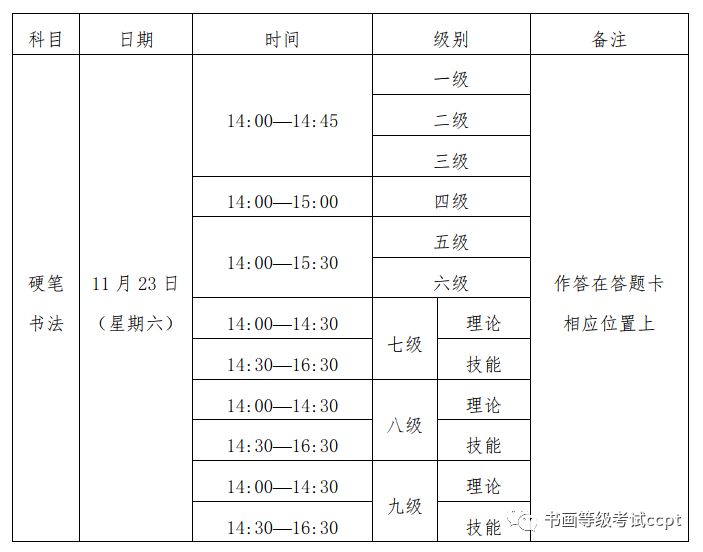 科目 日期 时间 级别 备注
硬笔
书法
11月23日
（星期六）
14:00—14:45 一级
二级
三级
14:00—15:00 四级
14:00—15:30 五级
六级
七级
14:00—14:30 理论
14:30—16:30 技能
八级
14:00—14:30 理论
14:30—16:30 技能
九级
14:00—14:30 理论
14:30—16:30 技能
作答在答题卡
相应位置上
书画等级考试ccpt